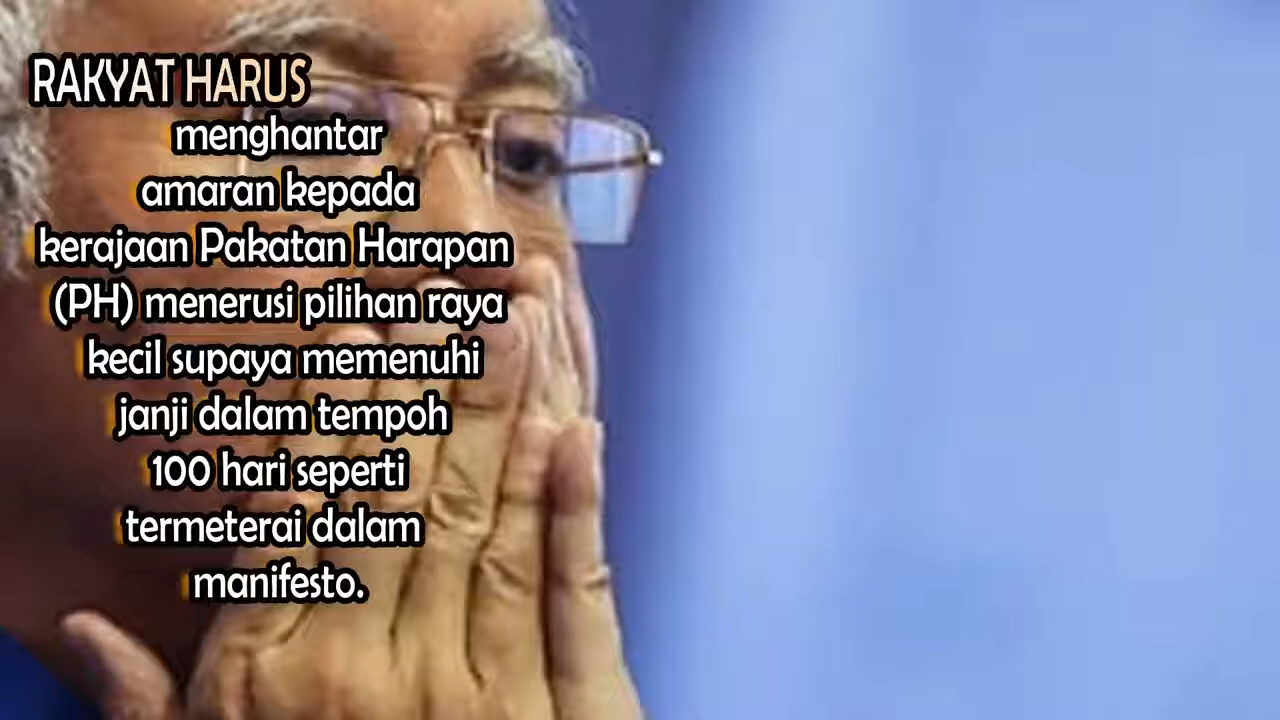 RAKYAT HARUS
menghantar
amaran kepada
kerajaan Pakatan Harapan
(PH) menerusi pilihan raya
kecil supaya memenuhi
janji dalam tempoh
100 hari seperti
termeterai dalam
manifesto.